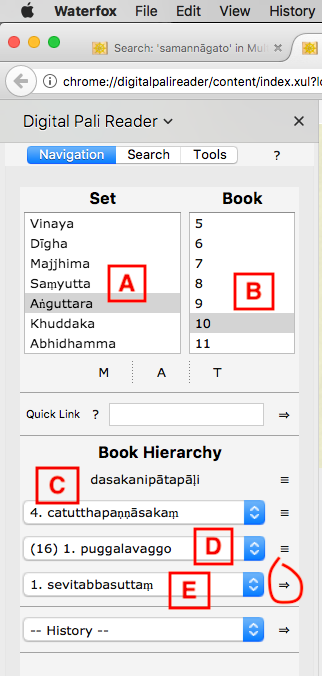 Waterfox File Edit View History
Search: 'samannāgato' in Mul
chrome://digitalpalireader/content/index.xul?l
Digital Pali Reader
Navigation Search Tools ?
Set Book
Vinaya 5
Dīgha 6
Majjhima 7
Saṃyutta 8
Aṅguttara 9
Khuddaka 10
Abhidhamma 11
A
B
M A T
Quick Link ? ⇒
Book Hierarchy
C dasakanipātapāḷi ≡
4. catutthapaṇṇāsakaṃ ≡
(16) 1. puggalavaggo D ≡
1. sevitabbasuttaṃ E ⇒
-- History -- ⇒